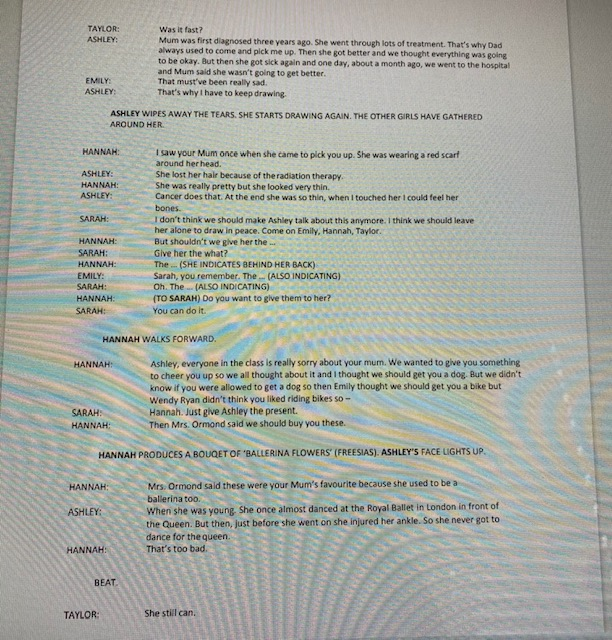 TAYLOR: Was it fast?
ASHLEY: Mum was first diagnosed three years ago. She went through lots of treatment. That's why Dad
always used to come and pick me up. Then she got better and we thought everything was going
to be okay. But then she got sick again and one day, about a month ago, we went to the hospital
and Mum said she wasn't going to get better.
EMILY: That must've been really sad.
ASHLEY: That's why I have to keep drawing.
ASHLEY WIPES AWAY THE TEARS. SHE STARTS DRAWING AGAIN. THE OTHER GIRLS HAVE GATHERED
AROUND HER.
HANNAH: I saw your Mum once when she came to pick you up. She was wearing a red scarf
around her head.
ASHLEY: She lost her hair because of the radiation therapy.
HANNAH: She was really pretty but she looked very thin.
ASHLEY: Cancer does that. At the end she was so thin, when I touched her I could feel her
bones.
SARAH: I don't think we should make Ashley talk about this anymore. I think we should leave
her alone to draw in peace. Come on Emily, Hannah, Taylor.
HANNAH: But shouldn't we give her the ...
SARAH: Give her the what?
HANNAH: The ... (SHE INDICATES BEHIND HER BACK)
EMILY: Sarah, you remember. The ... (ALSO INDICATING)
SARAH: Oh. The ... (ALSO INDICATING)
HANNAH: (TO SARAH) Do you want to give them to her?
SARAH: You can do it.
HANNAH WALKS FORWARD.
HANNAH: Ashley, everyone in the class is really sorry about your mum. We wanted to give you something
to cheer you up so we all thought about it and I thought we should get you a dog. But we didn't
know if you were allowed to get a dog so then Emily thought we should get you a bike but
Wendy Ryan didn't think you liked riding bikes so –
SARAH: Hannah. Just give Ashley the present.
HANNAH: Then Mrs. Ormond said we should buy you these.
HANNAH PRODUCES A BOUQET OF 'BALLERINA FLOWERS' (FREESIAS). ASHLEY'S FACE LIGHTS UP.
HANNAH: Mrs. Ormond said these were your Mum's favourite because she used to be a
ballerina too.
ASHLEY: When she was young. She once almost danced at the Royal Ballet in London in front of
the Queen. But then, just before she went on she injured her ankle. So she never got to
dance for the queen.
HANNAH: That's too bad.
BEAT.
TAYLOR: She still can.